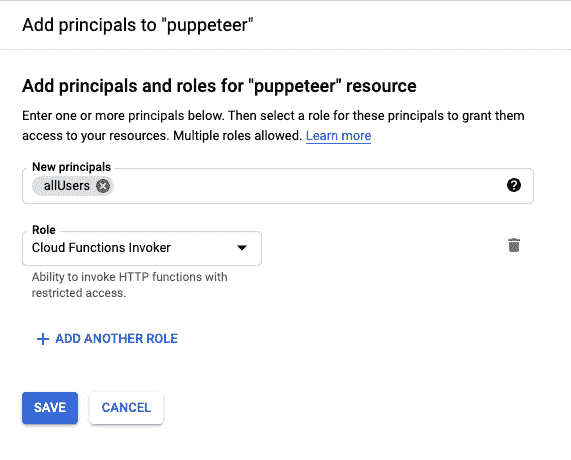 Add principals to "puppeteer"
Add principals and roles for "puppeteer" resource
Enter one or more principals below. Then select a role for these principals to grant them
access to your resources. Multiple roles allowed. Learn more
New principals
allUsers
Role
Cloud Functions Invoker
Ability to invoke HTTP functions with
restricted access.
+ ADD ANOTHER ROLE
SAVE CANCEL